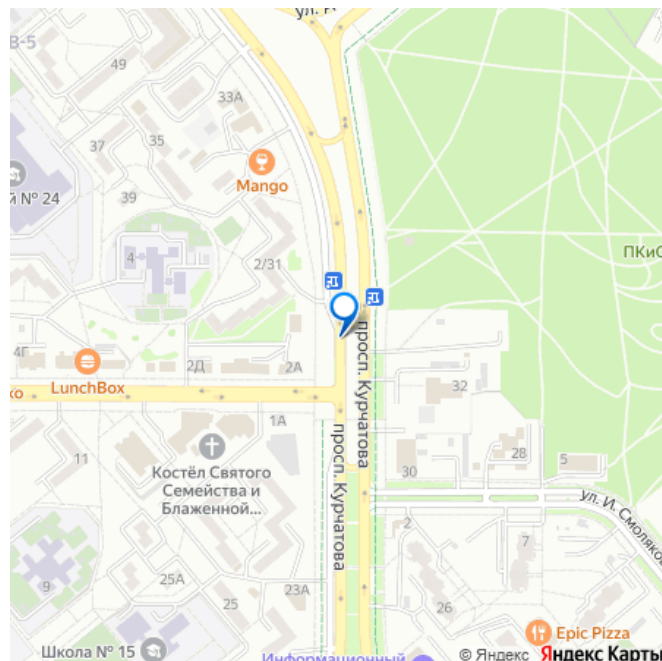 ул.
В-5
49
33А
35
37
Mango
й № 24
39
4
2/31
ПКиО
4Г
LunchBox
2Д
2А
ко
просп. Курчатова
32
1А
11
Костёл Святого
Семейства и
Блаженной...
просп. Курчатова
30
28
5
ул. И. Смоляков
2
7
9
25А
25
23А
26
Epic Pizza
Школа № 15
Информационный
© Яндекс Яндекс Карты